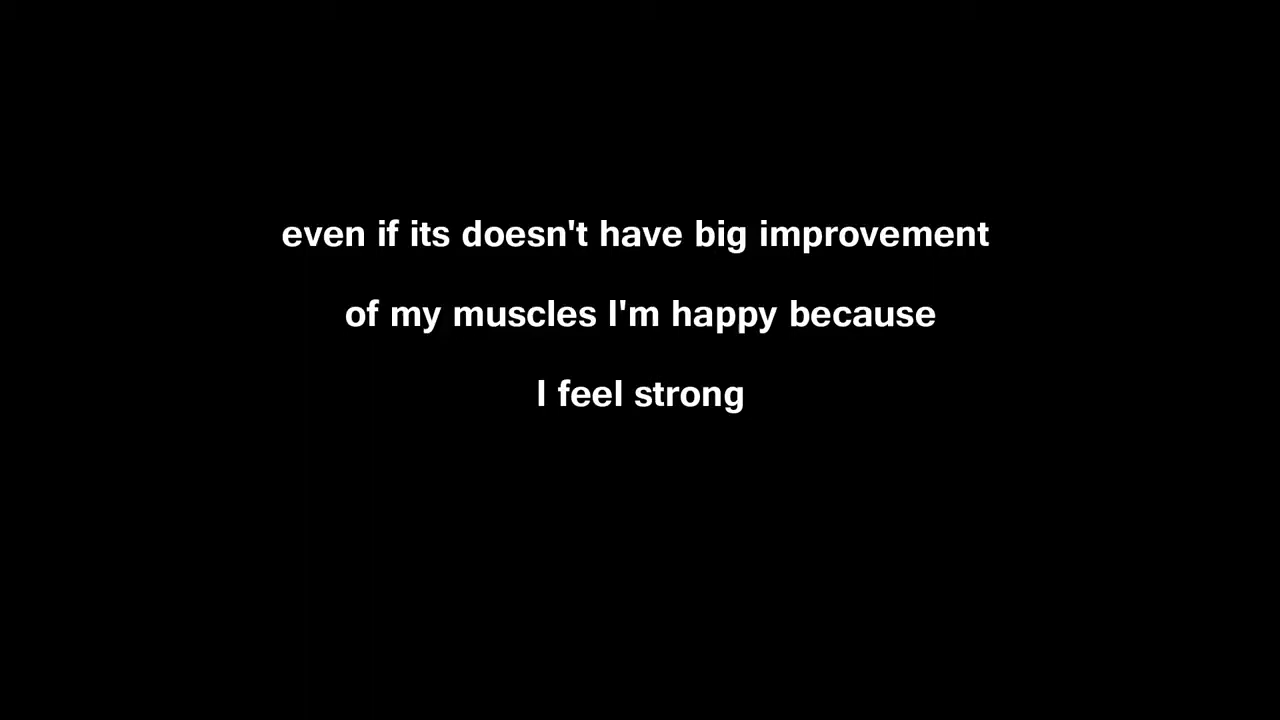 even if its doesn't have big improvement
of my muscles I'm happy because
I feel strong